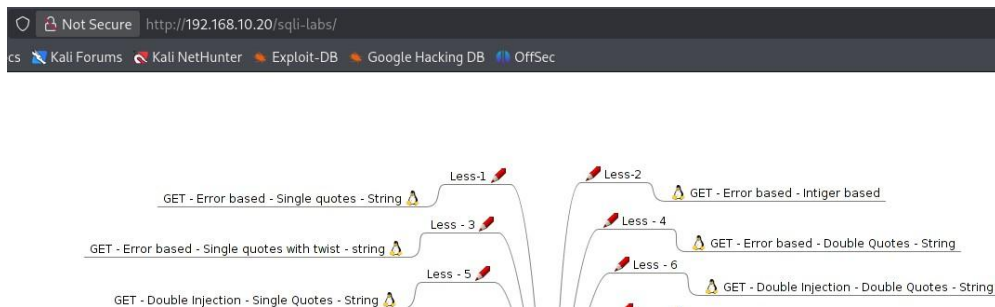 Not Secure http://192.168.10.20/sqli-labs/
cs Kali Forums Kali NetHunter Exploit-DB Google Hacking DB OffSec
Less-1
Less-2
GET - Error based - Single quotes - String
GET - Error based - Intiger based
Less - 3
Less - 4
GET - Error based - Single quotes with twist - string
GET - Error based - Double Quotes - String
Less - 5
Less - 6
GET - Double Injection - Single Quotes - String
GET - Double Injection - Double Quotes - String